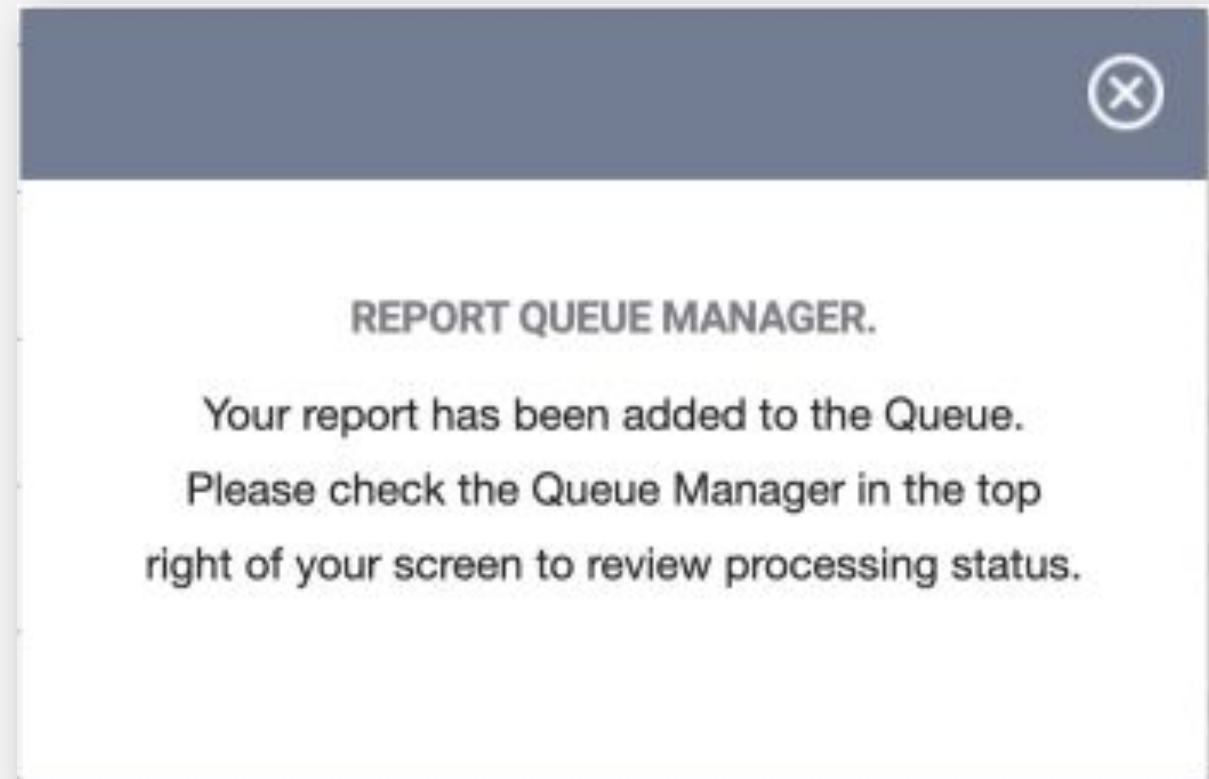 REPORT QUEUE MANAGER.
Your report has been added to the Queue.
Please check the Queue Manager in the top
right of your screen to review processing status.